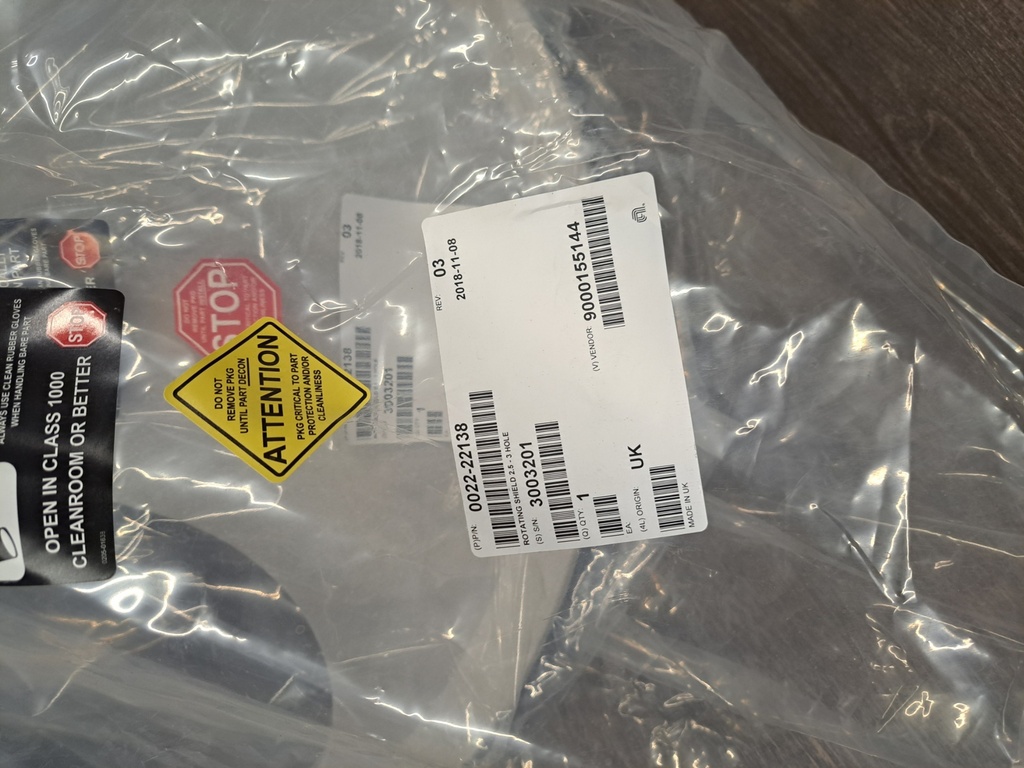 (P)P/N: 0022-22138
ROTATING SHIELD 2.5 - 3 HOLE
(S) S/N: 3003201
(Q) QTY: 1
EA
(4L) ORIGIN: UK
MADE IN UK
REV: 03
2018-11-08
(V) VENDOR: 9000155144
DO NOT
REMOVE PKG
UNTIL PART DECON
ATTENTION
PKG CRITICAL TO PART
PROTECTION AND/OR
CLEANLINESS
STOP
ALWAYS USE CLEAN RUBBER GLOVES
WHEN HANDLING BARE PART
STOP
OPEN IN CLASS 1000
CLEANROOM OR BETTER
03
2018-11-08
3003201
1
STOP